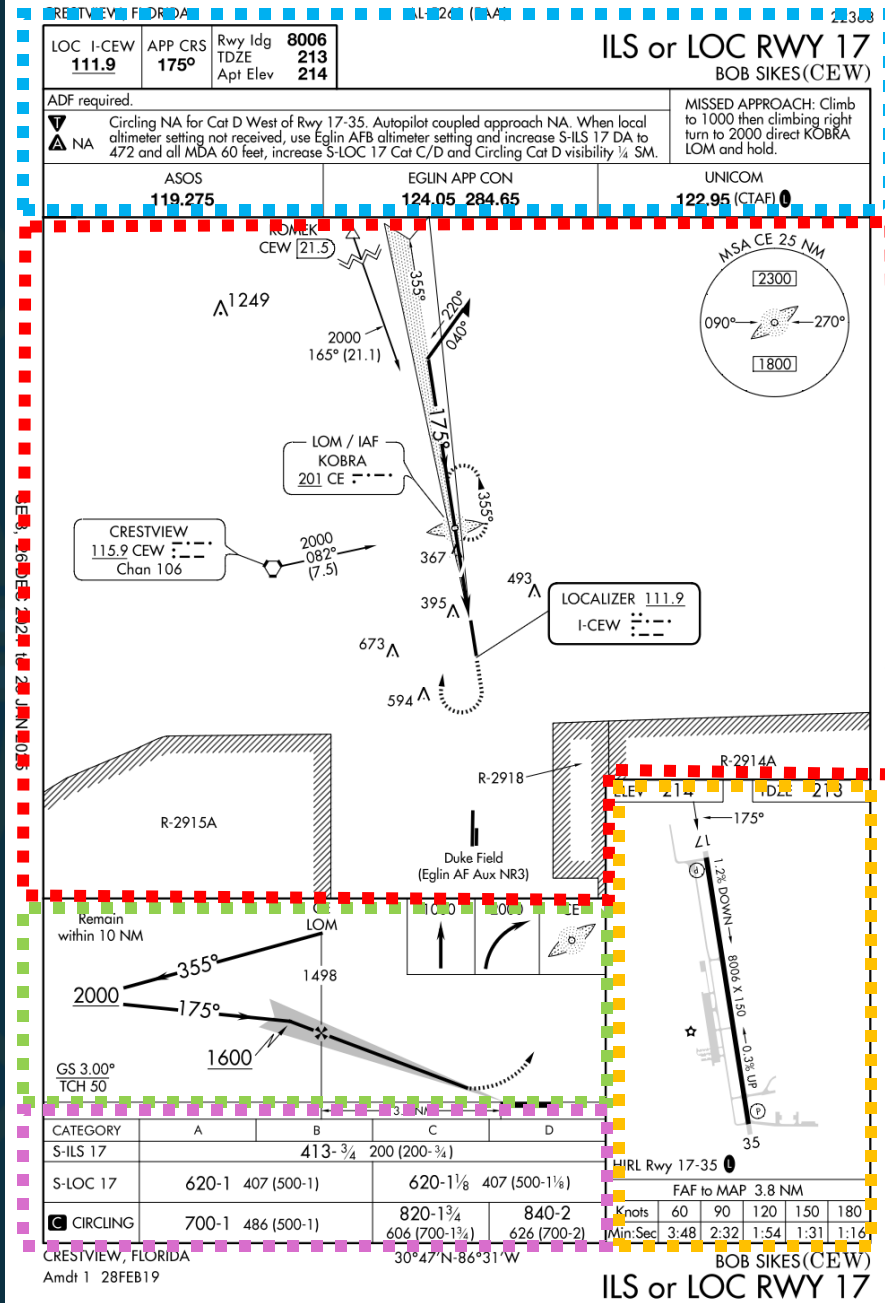 CRESTVIEW, FLORIDA
22363
LOC I-CEW
111.9
APP CRS
175°
Rwy Idg 8006
TDZE 213
Apt Elev 214
ILS or LOC RWY 17
BOB SIKES (CEW)
ADF required.
T
A NA
Circling NA for Cat D West of Rwy 17-35. Autopilot coupled approach NA. When local
altimeter setting not received, use Eglin AFB altimeter setting and increase S-ILS 17 DA to
472 and all MDA 60 feet, increase S-LOC 17 Cat C/D and Circling Cat D visibility ¼ SM.
MISSED APPROACH: Climb
to 1000 then climbing right
turn to 2000 direct KOBRA
LOM and hold.
ASOS
119.275
EGLIN APP CON
124.05 284.65
UNICOM
122.95 (CTAF) L
ROMEK
CEW 21.5
1249
2000
165° (21.1)
355°
220°
040°
MSA CE 25 NM
2300
090°
270°
1800
175°
LOM / IAF
KOBRA
201 CE
355°
CRESTVIEW
115.9 CEW
Chan 106
2000
082°
(7.5)
367
395
493
LOCALIZER 111.9
I-CEW
673
594
R-2915A
R-2918
R-2914A
Duke Field
(Eglin AF Aux NR3)
ELEV 214
TDZE 213
175°
17
P
1.2% DOWN
8006 X 150
0.3% UP
P
35
HIRL Rwy 17-35 L
FAF to MAP 3.8 NM
Knots 60 90 120 150 180
Min:Sec 3:48 2:32 1:54 1:31 1:16
Remain
within 10 NM
LOM
1498
355°
2000
175°
1600
GS 3.00°
TCH 50
CE
CATEGORY A B C D
S-ILS 17 413-¾ 200 (200-¾)
S-LOC 17 620-1 407 (500-1) 620-1⅛ 407 (500-1⅛)
C CIRCLING 700-1 486 (500-1) 820-1¾ 606 (700-1¾) 840-2 626 (700-2)
CRESTVIEW, FLORIDA
Amdt 1 28FEB19
30°47'N-86°31'W
BOB SIKES (CEW)
ILS or LOC RWY 17